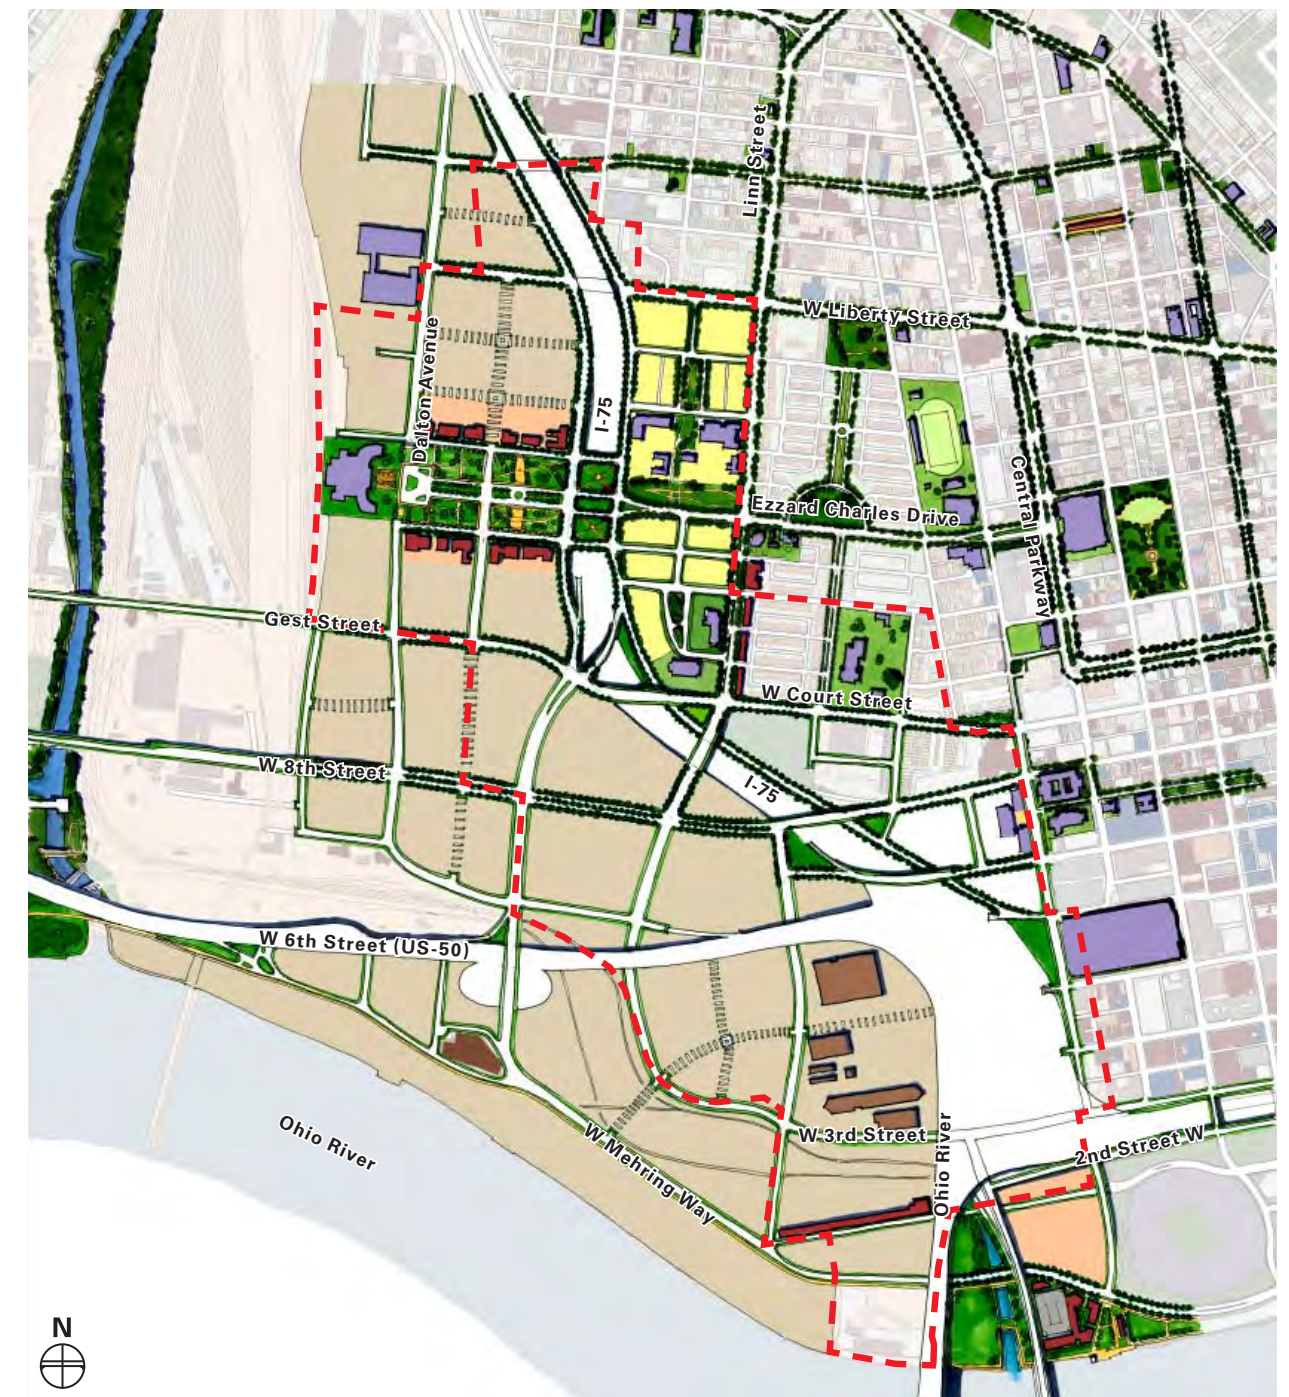 Linn Street
W Liberty Street
Dalton Avenue
I-75
Central Parkway
Ezzard Charles Drive
Gest Street
W Court Street
W 8th Street
I-75
W 6th Street (US-50)
Ohio River
W Mehring Way
W 3rd Street
Ohio River
2nd Street W
N